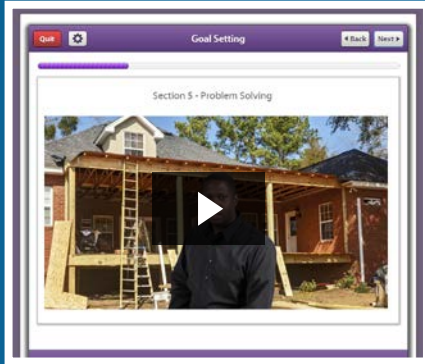 Quit
Goal Setting
Back
Next
Section 5 - Problem Solving